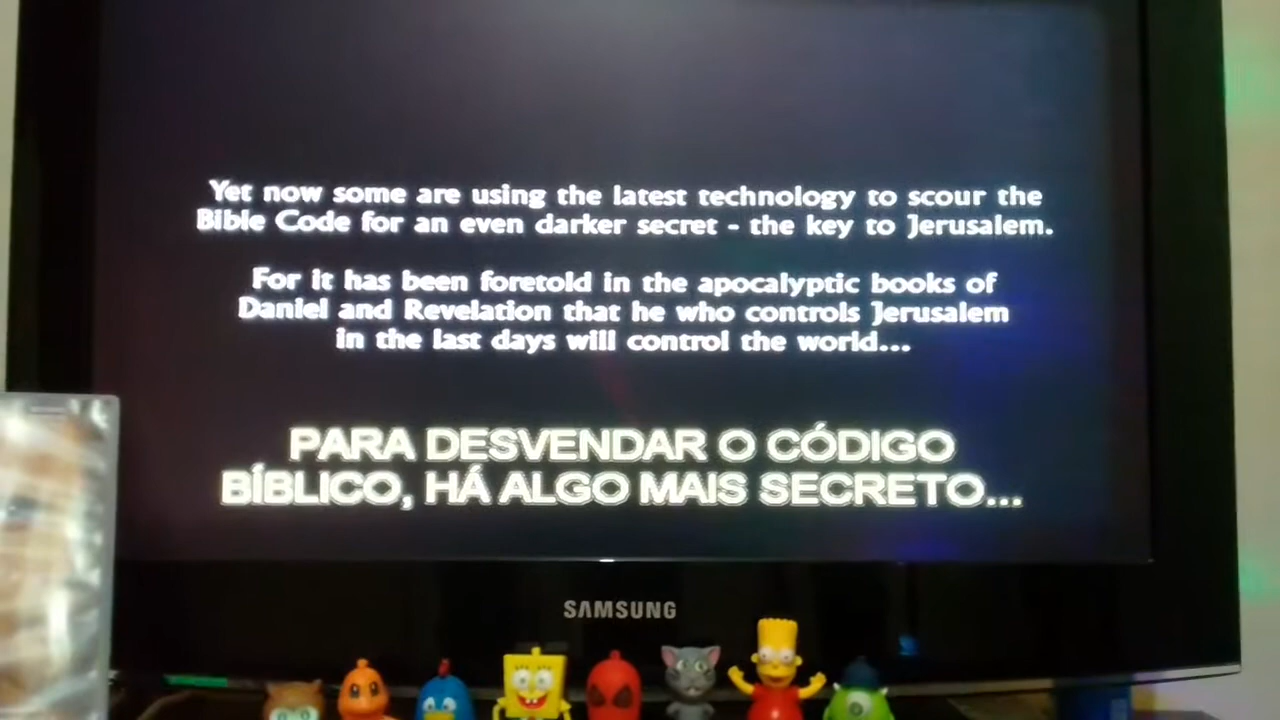 Yet now some are using the latest technology to scour the
Bible Code for an even darker secret - the key to Jerusalem.
For it has been foretold in the apocalyptic books of
Daniel and Revelation that he who controls Jerusalem
in the last days will control the world...
PARA DESVENDAR O CÓDIGO
BÍBLICO, HÁ ALGO MAIS SECRETO...
SAMSUNG